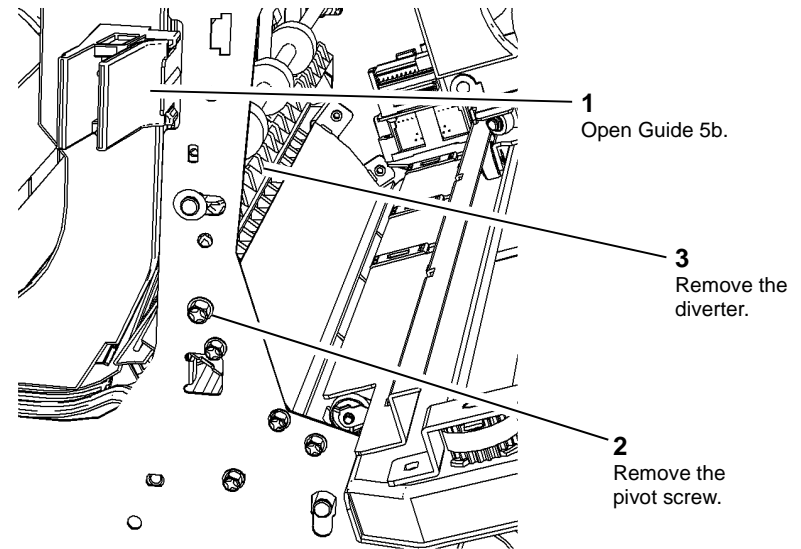 1
Open Guide 5b.
3
Remove the
diverter.
2
Remove the
pivot screw.